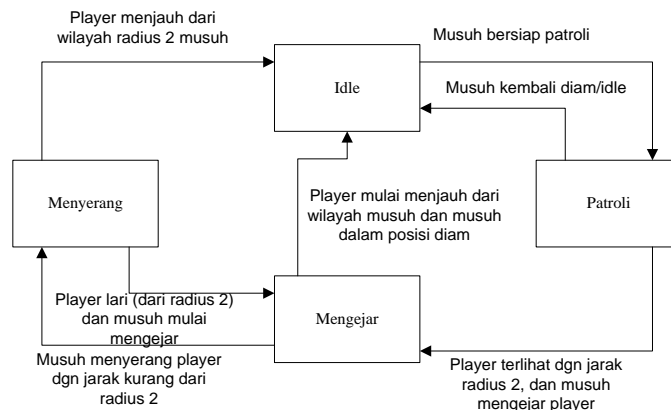 Player menjauh dari
wilayah radius 2 musuh
Musuh bersiap patroli
Idle
Musuh kembali diam/idle
Menyerang
Player mulai menjauh dari
wilayah musuh dan musuh
dalam posisi diam
Patroli
Player lari (dari radius 2)
dan musuh mulai
mengejar
Mengejar
Musuh menyerang player
dgn jarak kurang dari
radius 2
Player terlihat dgn jarak
radius 2, dan musuh
mengejar player